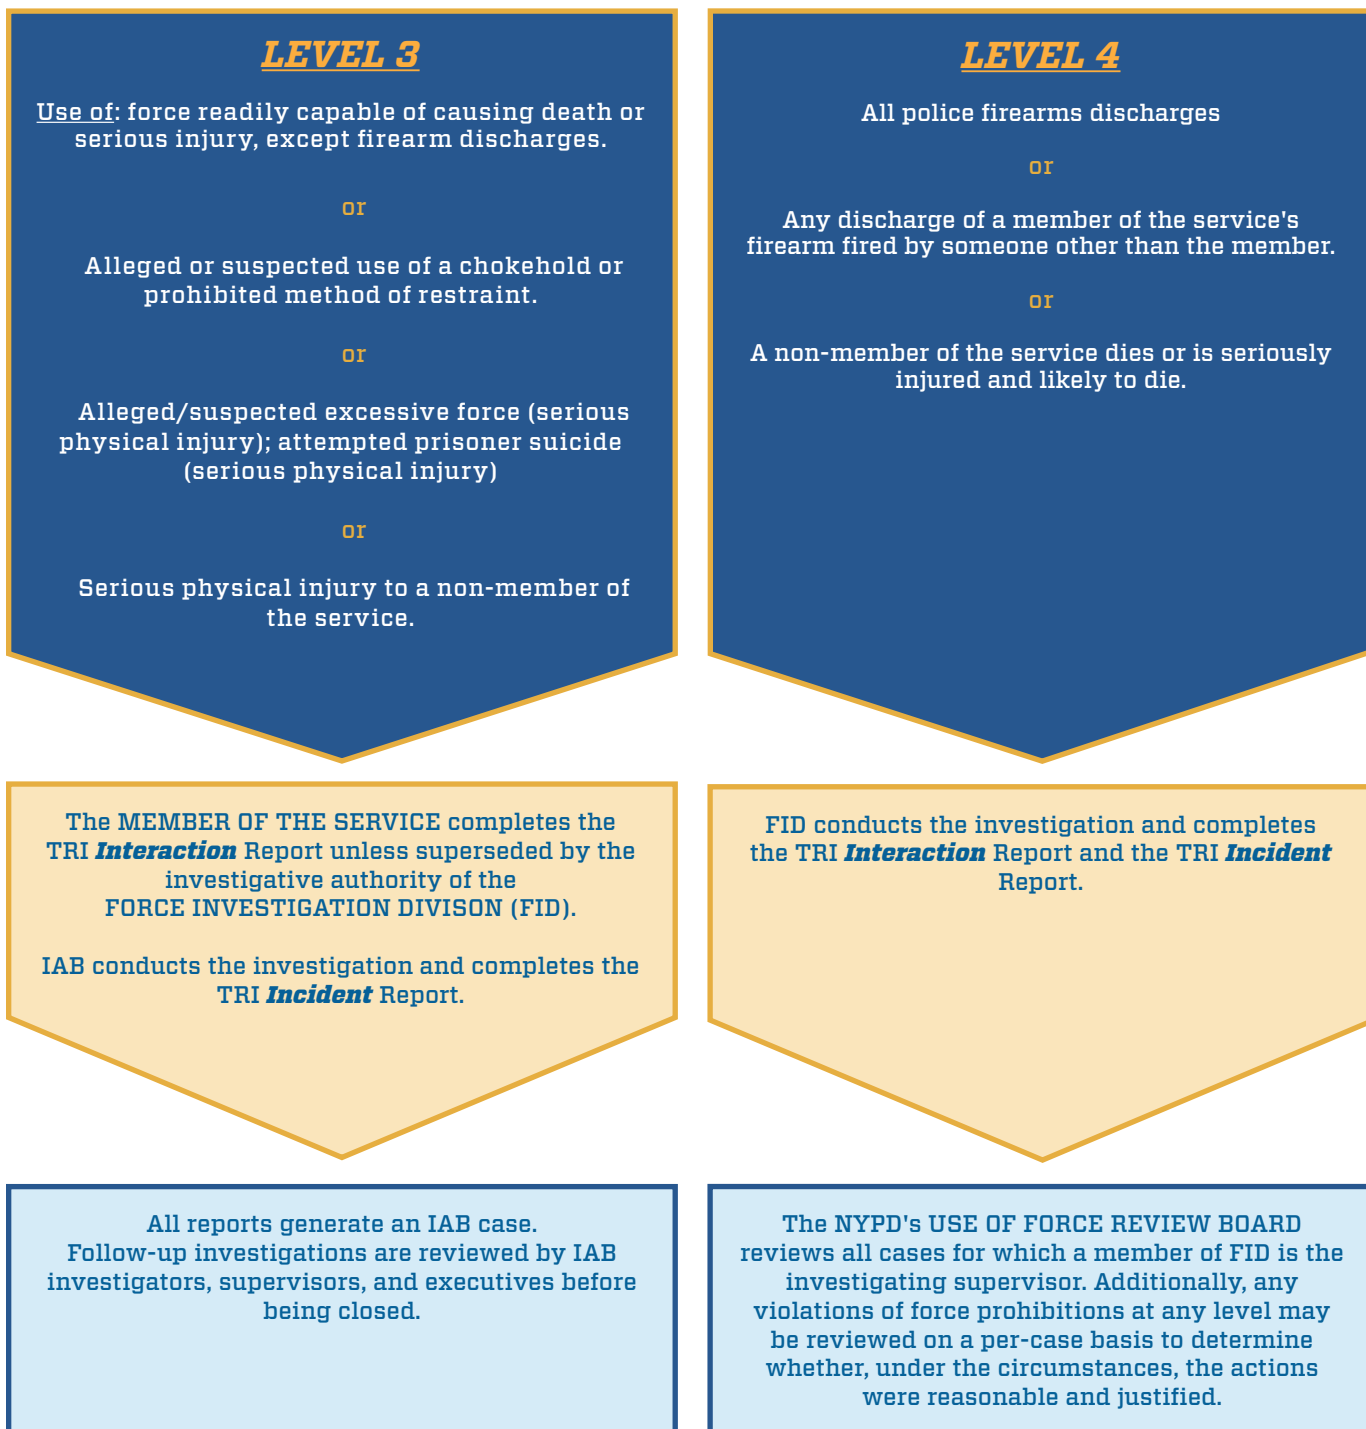 LEVEL 3
Use of: force readily capable of causing death or
serious injury, except firearm discharges.
or
Alleged or suspected use of a chokehold or
prohibited method of restraint.
or
Alleged/suspected excessive force (serious
physical injury); attempted prisoner suicide
(serious physical injury)
or
Serious physical injury to a non-member of
the service.
The MEMBER OF THE SERVICE completes the
TRI Interaction Report unless superseded by the
investigative authority of the
FORCE INVESTIGATION DIVISON (FID).
IAB conducts the investigation and completes the
TRI Incident Report.
All reports generate an IAB case.
Follow-up investigations are reviewed by IAB
investigators, supervisors, and executives before
being closed.
LEVEL 4
All police firearms discharges
or
Any discharge of a member of the service's
firearm fired by someone other than the member.
or
A non-member of the service dies or is seriously
injured and likely to die.
FID conducts the investigation and completes
the TRI Interaction Report and the TRI Incident
Report.
The NYPD's USE OF FORCE REVIEW BOARD
reviews all cases for which a member of FID is the
investigating supervisor. Additionally, any
violations of force prohibitions at any level may
be reviewed on a per-case basis to determine
whether, under the circumstances, the actions
were reasonable and justified.